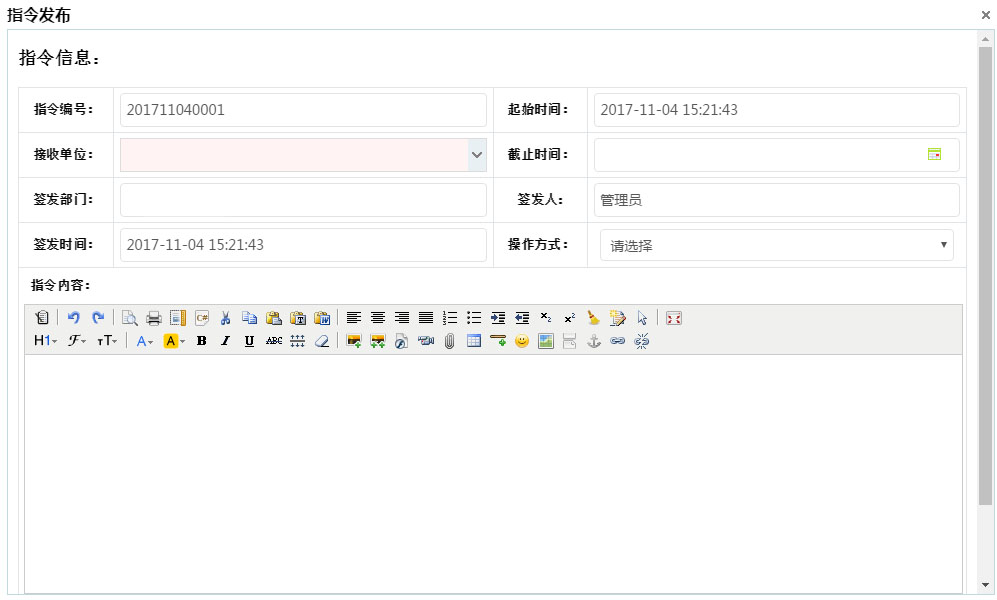 指令发布
指令信息：
指令编号： 201711040001 起始时间： 2017-11-04 15:21:43
接收单位： 截止时间：
签发部门： 签发人： 管理员
签发时间： 2017-11-04 15:21:43 操作方式： 请选择
指令内容：
C#
H1 F тT A A B I U ABC